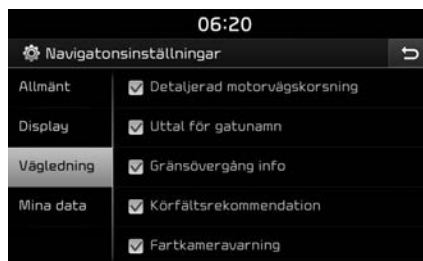 06:20
Navigatonsinställningar
Allmänt
Detaljerad motorvägskorsning
Display
Uttal för gatunamn
Vägledning
Gränsövergång info
Mina data
Körfältsrekommendation
Fartkameravarning